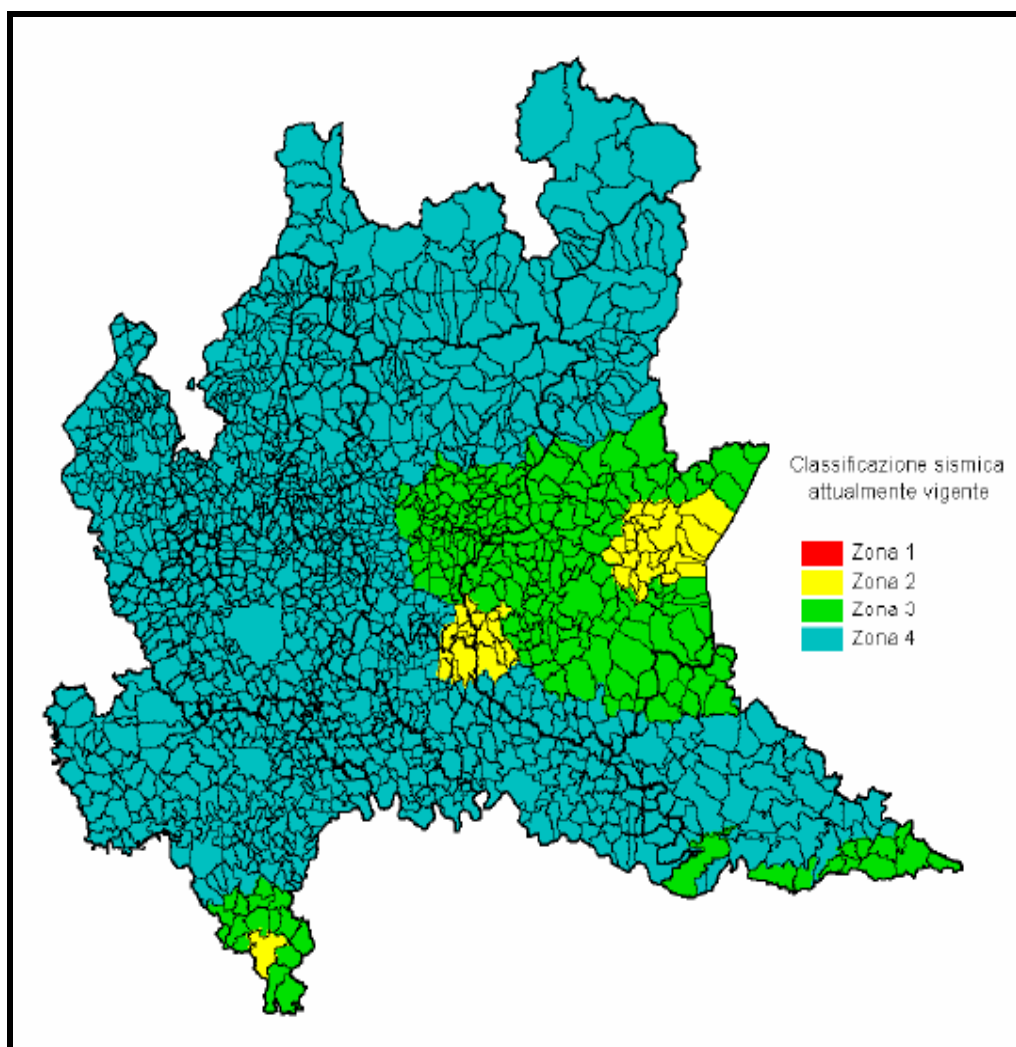 Classificazione sismica
attualmente vigente
Zona 1
Zona 2
Zona 3
Zona 4